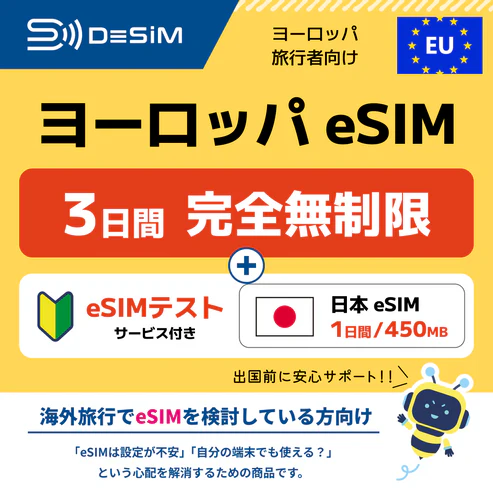 DeSiM
ヨーロッパ
旅行者向け
EU
ヨーロッパ eSIM
3日間 完全無制限
+
eSIMテスト
サービス付き
日本 eSIM
1日間/450MB
出国前に安心サポート!!
海外旅行でeSIMを検討している方向け
「eSIMは設定が不安」「自分の端末でも使える?」
という心配を解消するための商品です。